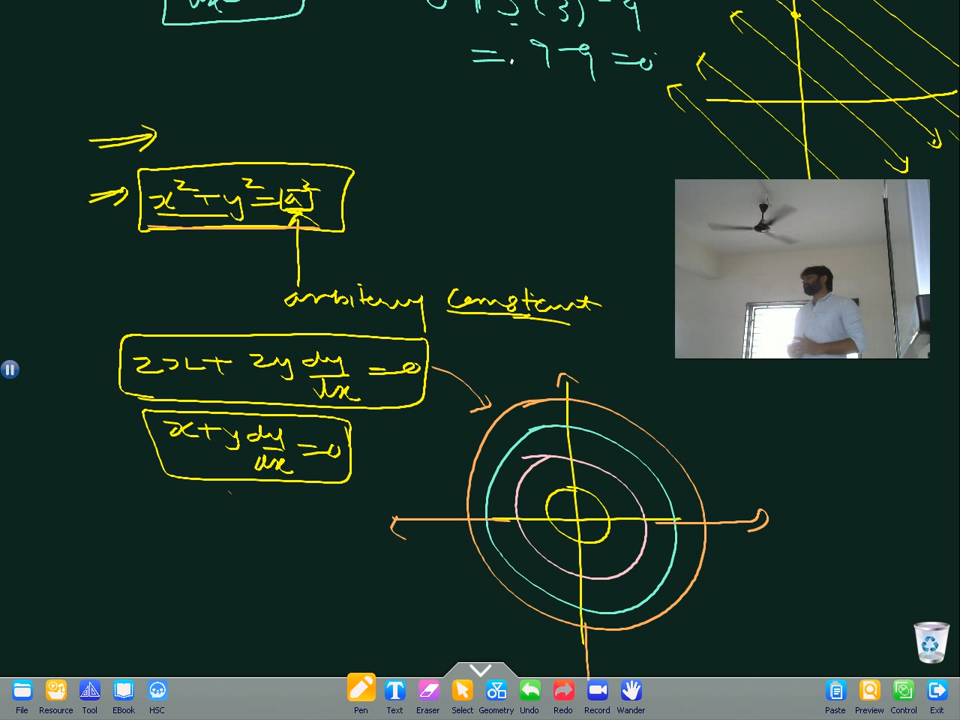 = 9-9=0
⇒
⇒ x²+y²=a²
arbitrary constant
2x+ 2y dy/dx =0
x+y dy/dx =0
File Resource Tool EBook HSC Pen Text Eraser Select Geometry Undo Redo Record Wander Paste Preview Control Exit